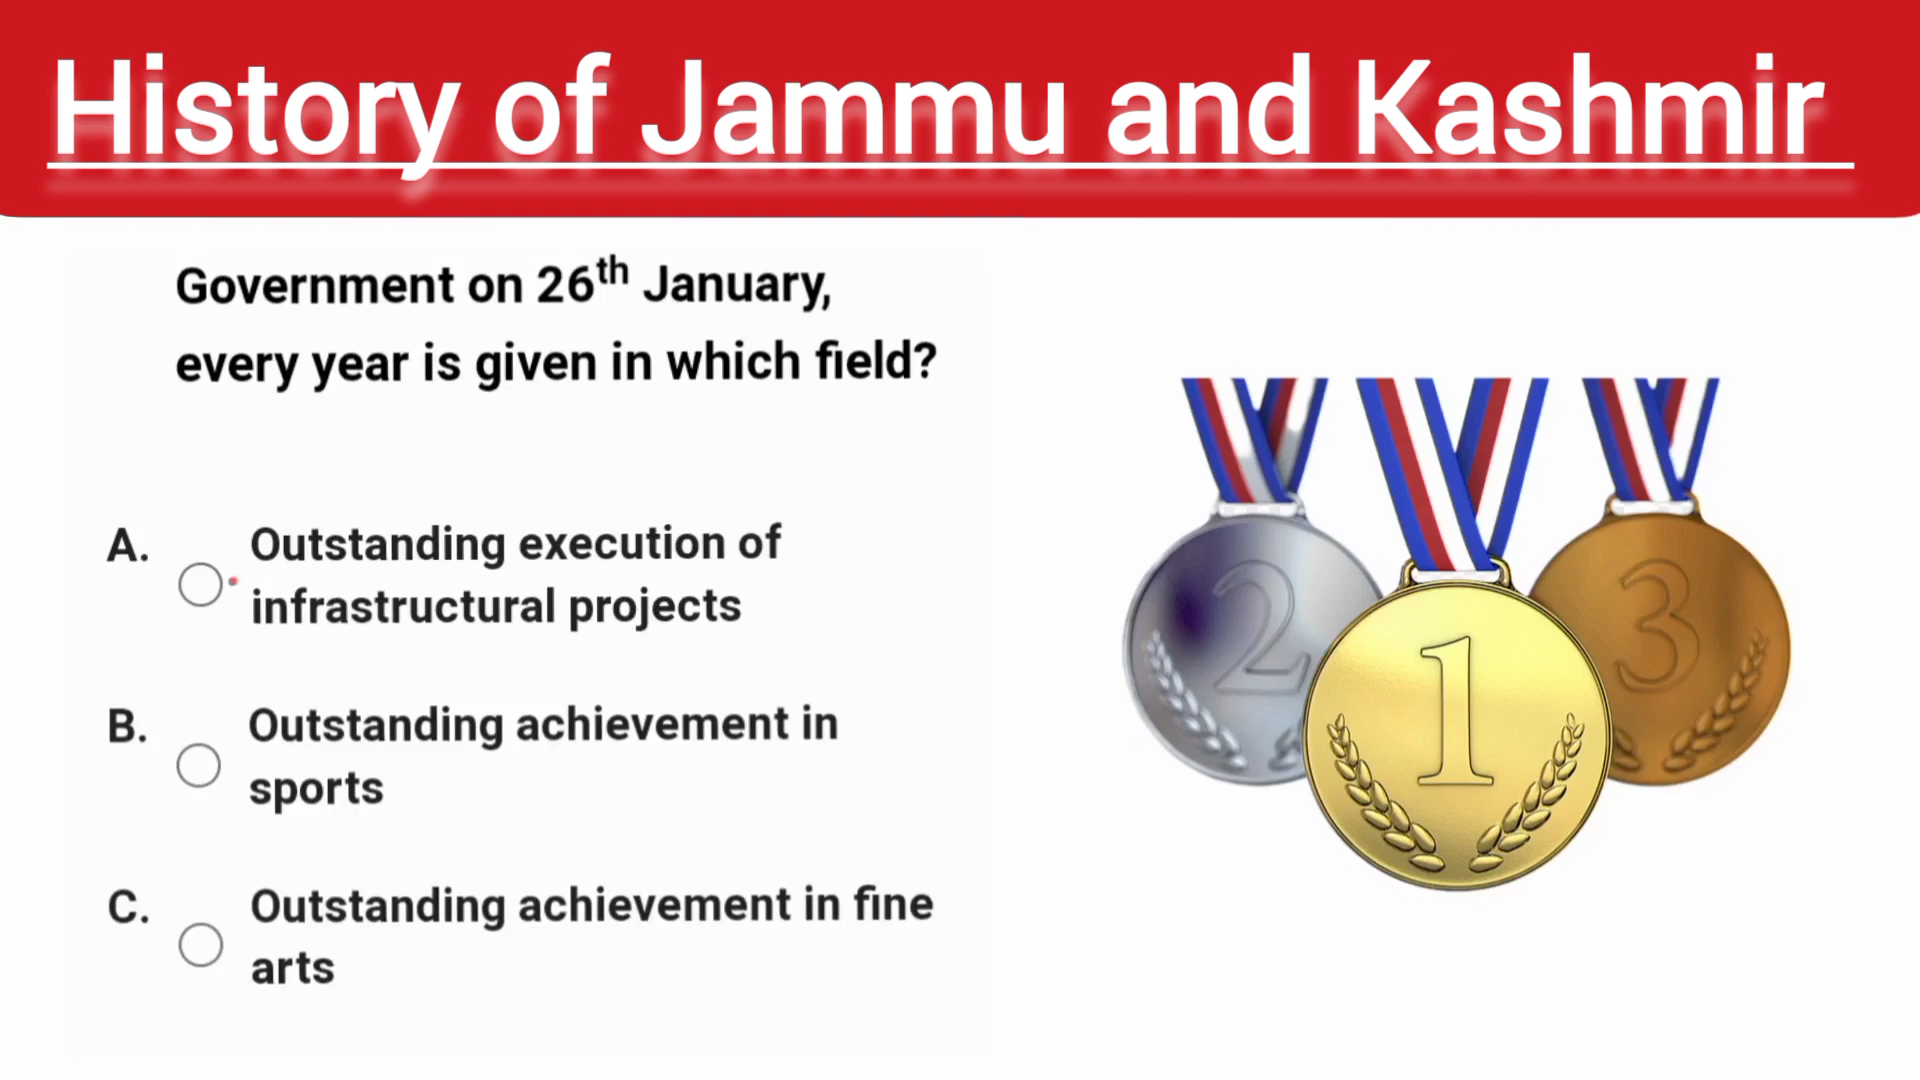 History of Jammu and Kashmir
Government on 26th January,
every year is given in which field?
A. Outstanding execution of
infrastructural projects
B. Outstanding achievement in
sports
C. Outstanding achievement in fine
arts
2
1
3